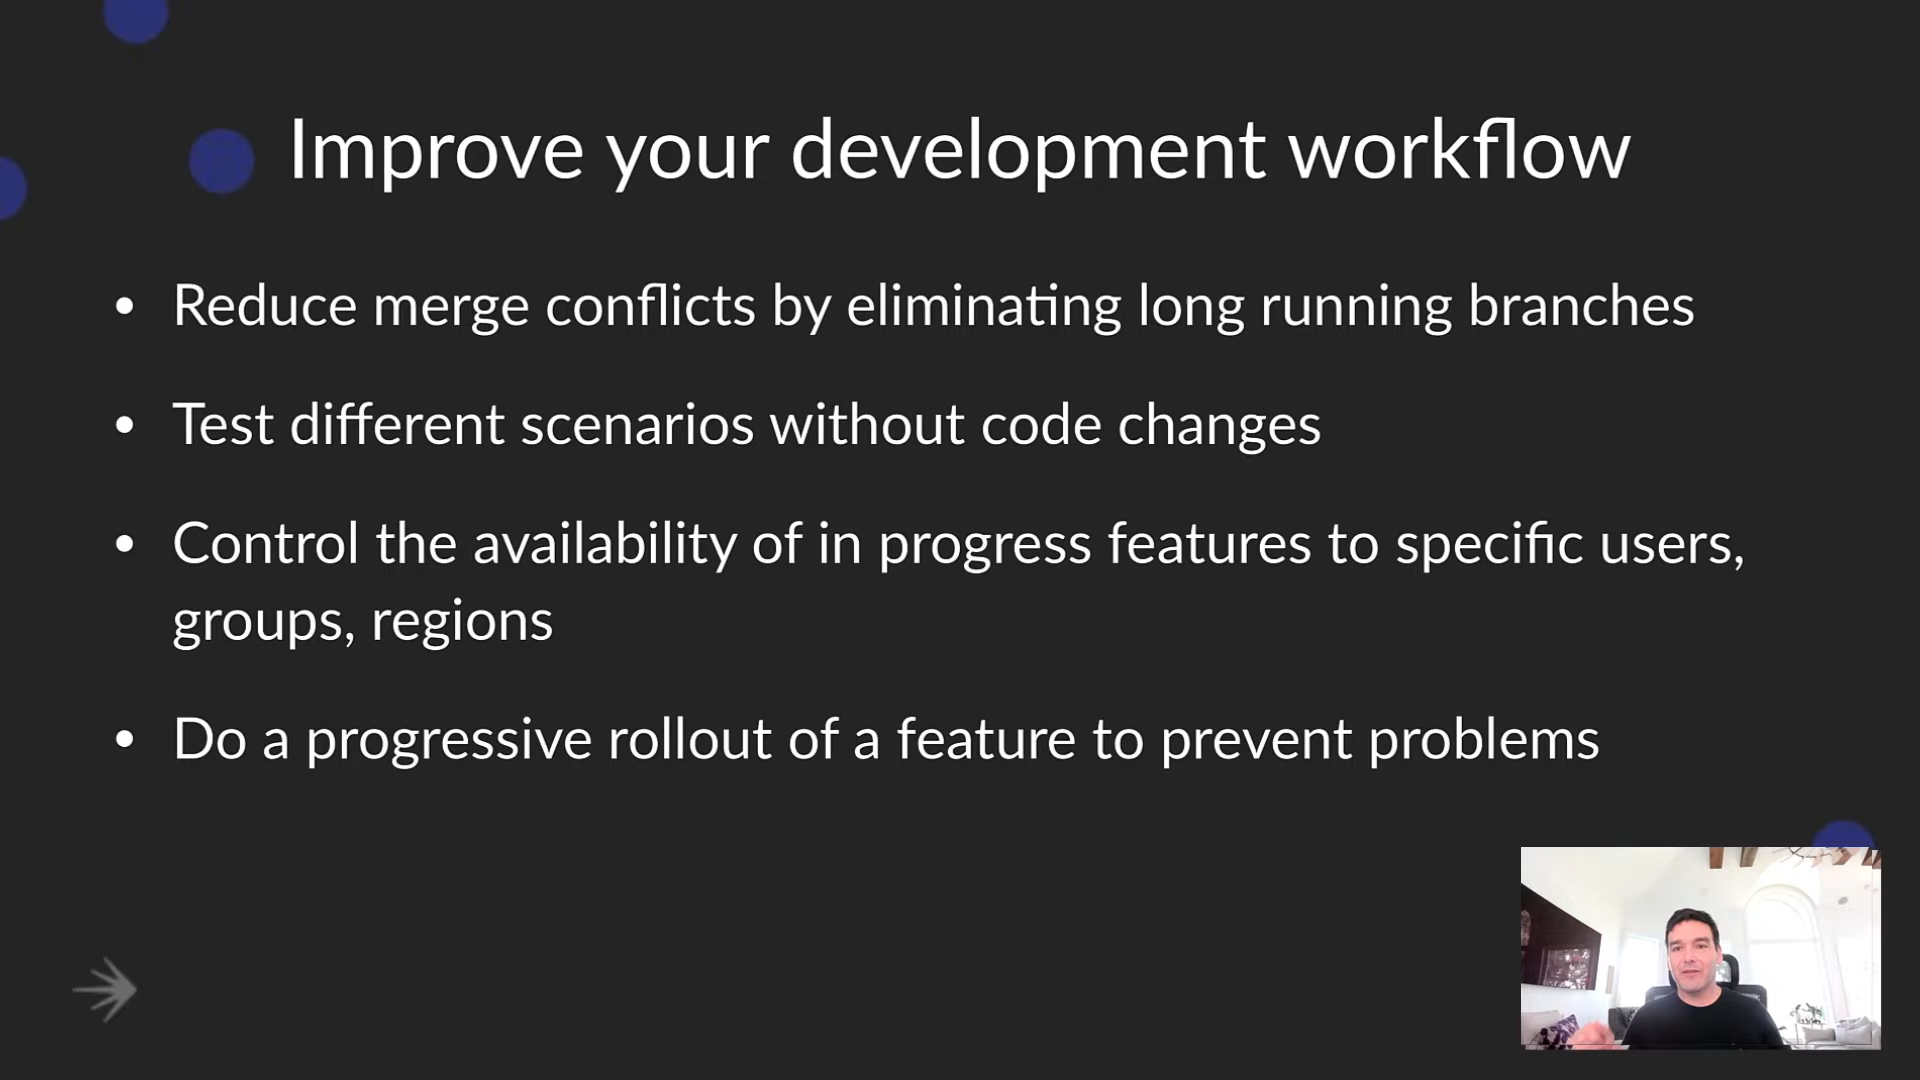 Improve your development workflow
• Reduce merge conflicts by eliminating long running branches
• Test different scenarios without code changes
• Control the availability of in progress features to specific users,
groups, regions
• Do a progressive rollout of a feature to prevent problems